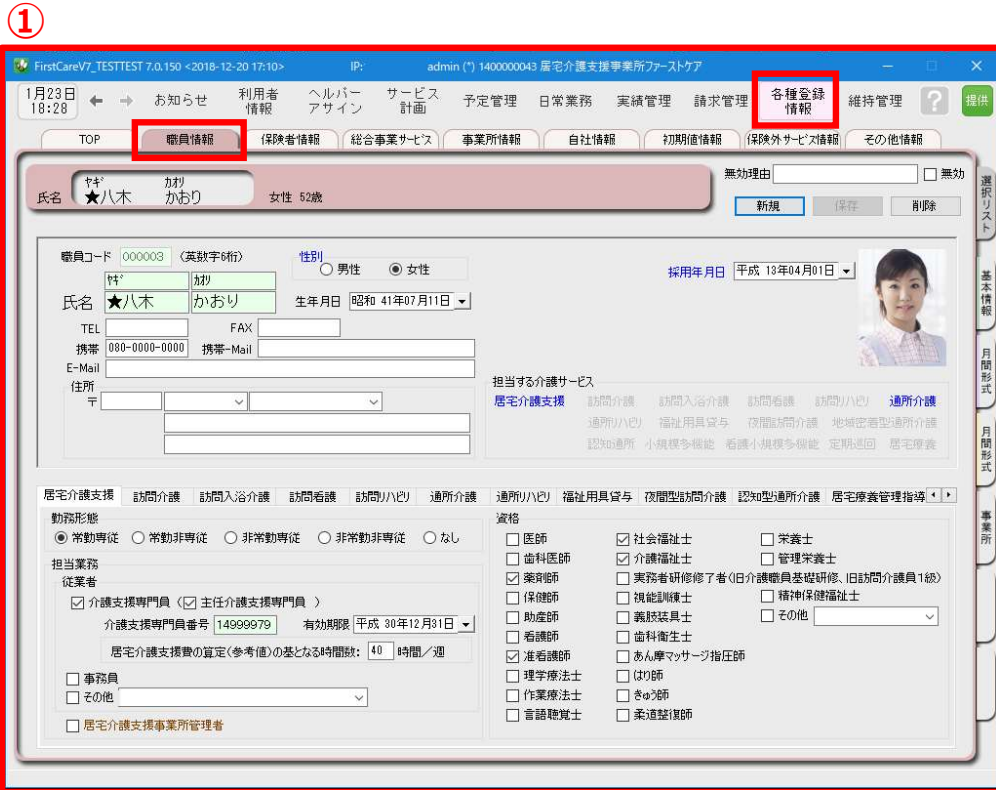 ①
FirstCareV7_TESTTEST 7.0.150 <2018-12-20 17:10> IP: admin (*) 1400000043 居宅介護支援事業所ファーストケア
1月23日 18:28 ← → お知らせ 利用者情報 ヘルパーアサイン サービス計画 予定管理 日常業務 実績管理 請求管理 各種登録情報 維持管理 ? 提供
TOP 職員情報 保険者情報 総合事業サービス 事業所情報 自社情報 初期値情報 保険外サービス情報 その他情報
無効理由 無効
ヤギ カオリ
氏名 ★八木 かおり 女性 52歳
新規 保存 削除
選択リスト
基本情報
月間形式
月間形式
事業所
職員コード 000003 (英数字6桁) 性別 男性 女性
採用年月日 平成 13年04月01日
ヤギ カオリ
氏名 ★八木 かおり 生年月日 昭和 41年07月11日
TEL FAX
携帯 080-0000-0000 携帯-Mail
E-Mail
住所
〒
担当する介護サービス
居宅介護支援 訪問介護 訪問入浴介護 訪問看護 訪問リハビリ 通所介護
通所リハビリ 福祉用具貸与 夜間訪問介護 地域密着型通所介護
認知通所 小規模多機能 看護小規模多機能 定期巡回 居宅療養
居宅介護支援 訪問介護 訪問入浴介護 訪問看護 訪問リハビリ 通所介護 通所リハビリ 福祉用具貸与 夜間型訪問介護 認知型通所介護 居宅療養管理指導
勤務形態
常勤専従 常勤非専従 非常勤専従 非常勤非専従 なし
担当業務
従業者
介護支援専門員 ( 主任介護支援専門員 )
介護支援専門員番号 14999979 有効期限 平成 30年12月31日
居宅介護支援費の算定(参考値)の基となる時間数: 40 時間/週
事務員
その他
居宅介護支援事業所管理者
資格
医師 社会福祉士 栄養士
歯科医師 介護福祉士 管理栄養士
薬剤師 実務者研修修了者(旧介護職員基礎研修、旧訪問介護員1級)
保健師 視能訓練士 精神保健福祉士
助産師 義肢装具士 その他
看護師 歯科衛生士
准看護師 あん摩マッサージ指圧師
理学療法士 はり師
作業療法士 きゅう師
言語聴覚士 柔道整復師